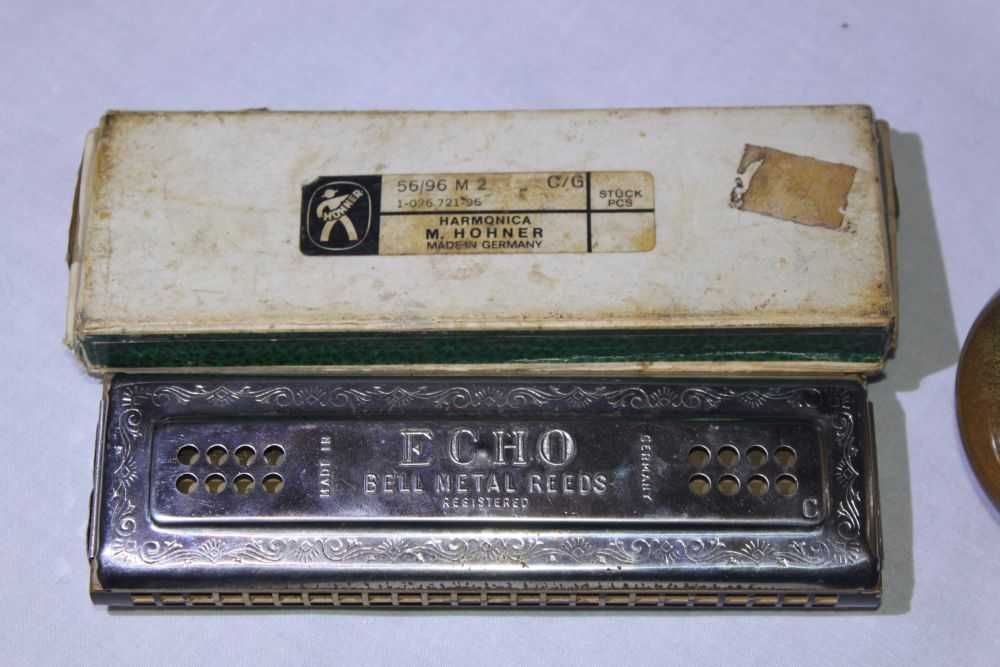 HOHNER
56/96 M 2 C/G
1-026.721-96
STÜCK
PCS
HARMONICA
M. HOHNER
MADE IN GERMANY
MADE IN
ECHO
BELL METAL REEDS
REGISTERED
GERMANY
C